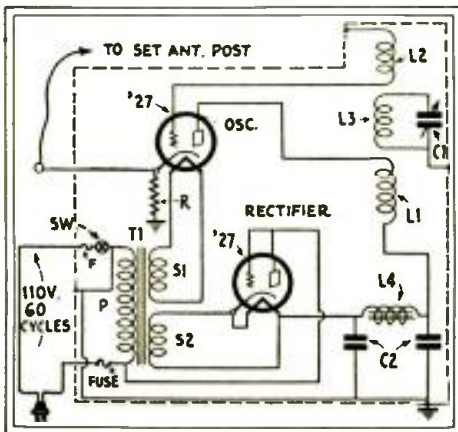 TO SET ANT. POST
L2
'27
OSC.
L3
C1
R
L1
SW
T1
RECTIFIER
'27
F
S1
L4
110V.
60
CYCLES
P
S2
C2
FUSE